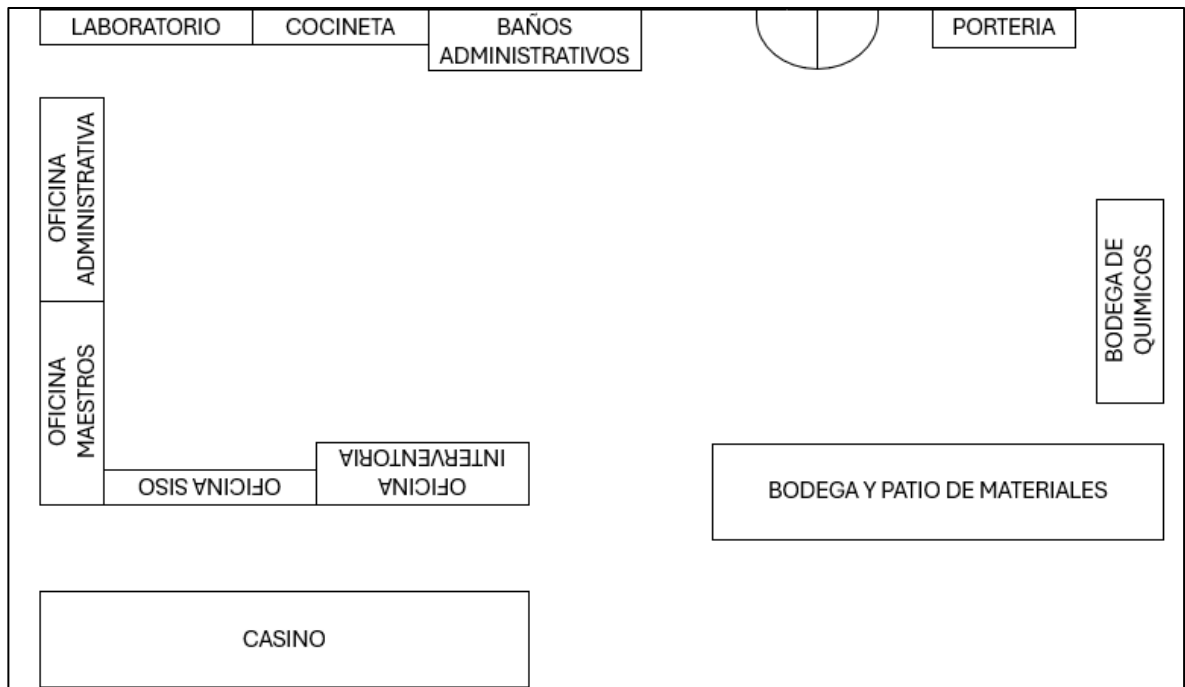 LABORATORIO
COCINETA
BAÑOS
ADMINISTRATIVOS
PORTERIA
OFICINA
ADMINISTRATIVA
OFICINA
MAESTROS
OFICINA SISO
OFICINA
INTERVENTORIA
BODEGA DE
QUIMICOS
BODEGA Y PATIO DE MATERIALES
CASINO